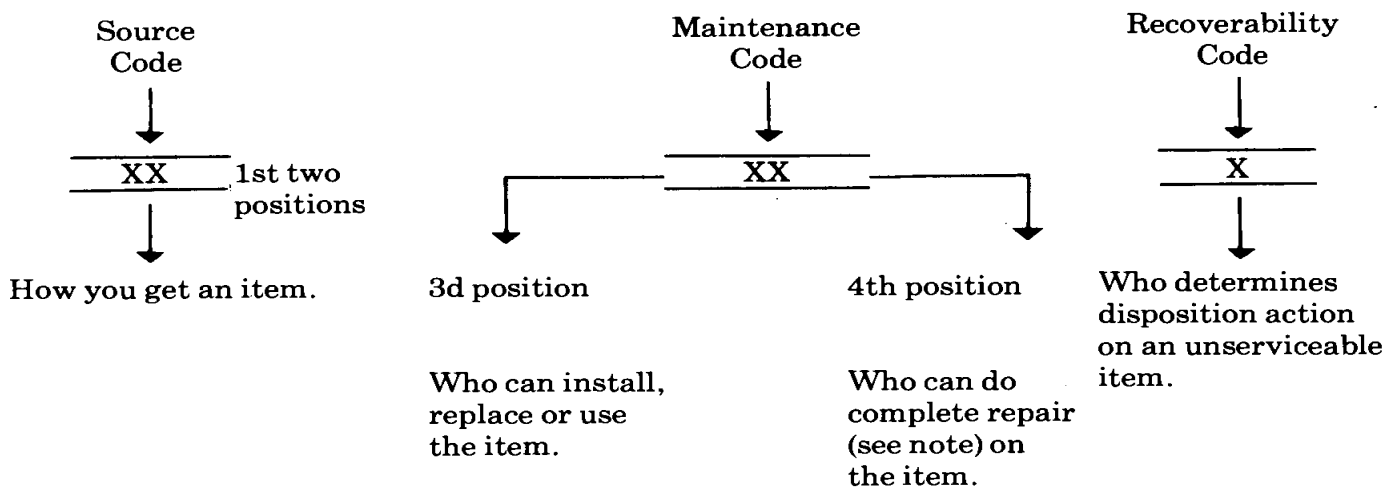 Source
Code
XX
1st two
positions
How you get an item.
Maintenance
Code
XX
3d position
Who can install,
replace or use
the item.
4th position
Who can do
complete repair
(see note) on
the item.
Recoverability
Code
X
Who determines
disposition action
on an unserviceable
item.